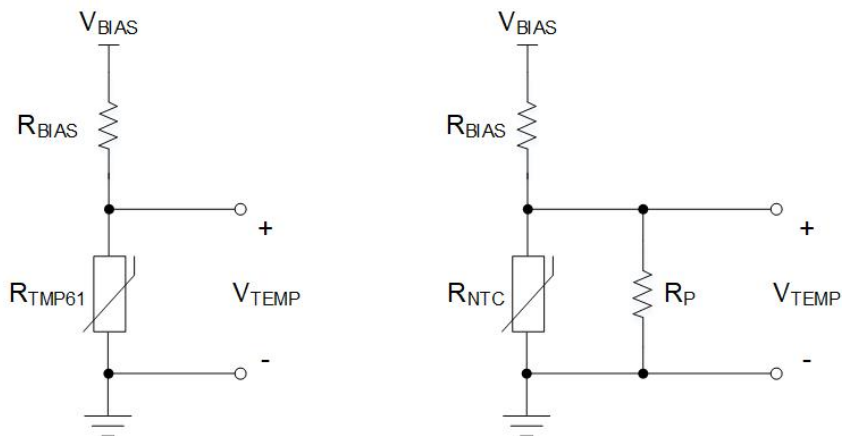 VBIAS
RBIAS
RTMP61
+
VTEMP
-
VBIAS
RBIAS
RNTC
RP
+
VTEMP
-